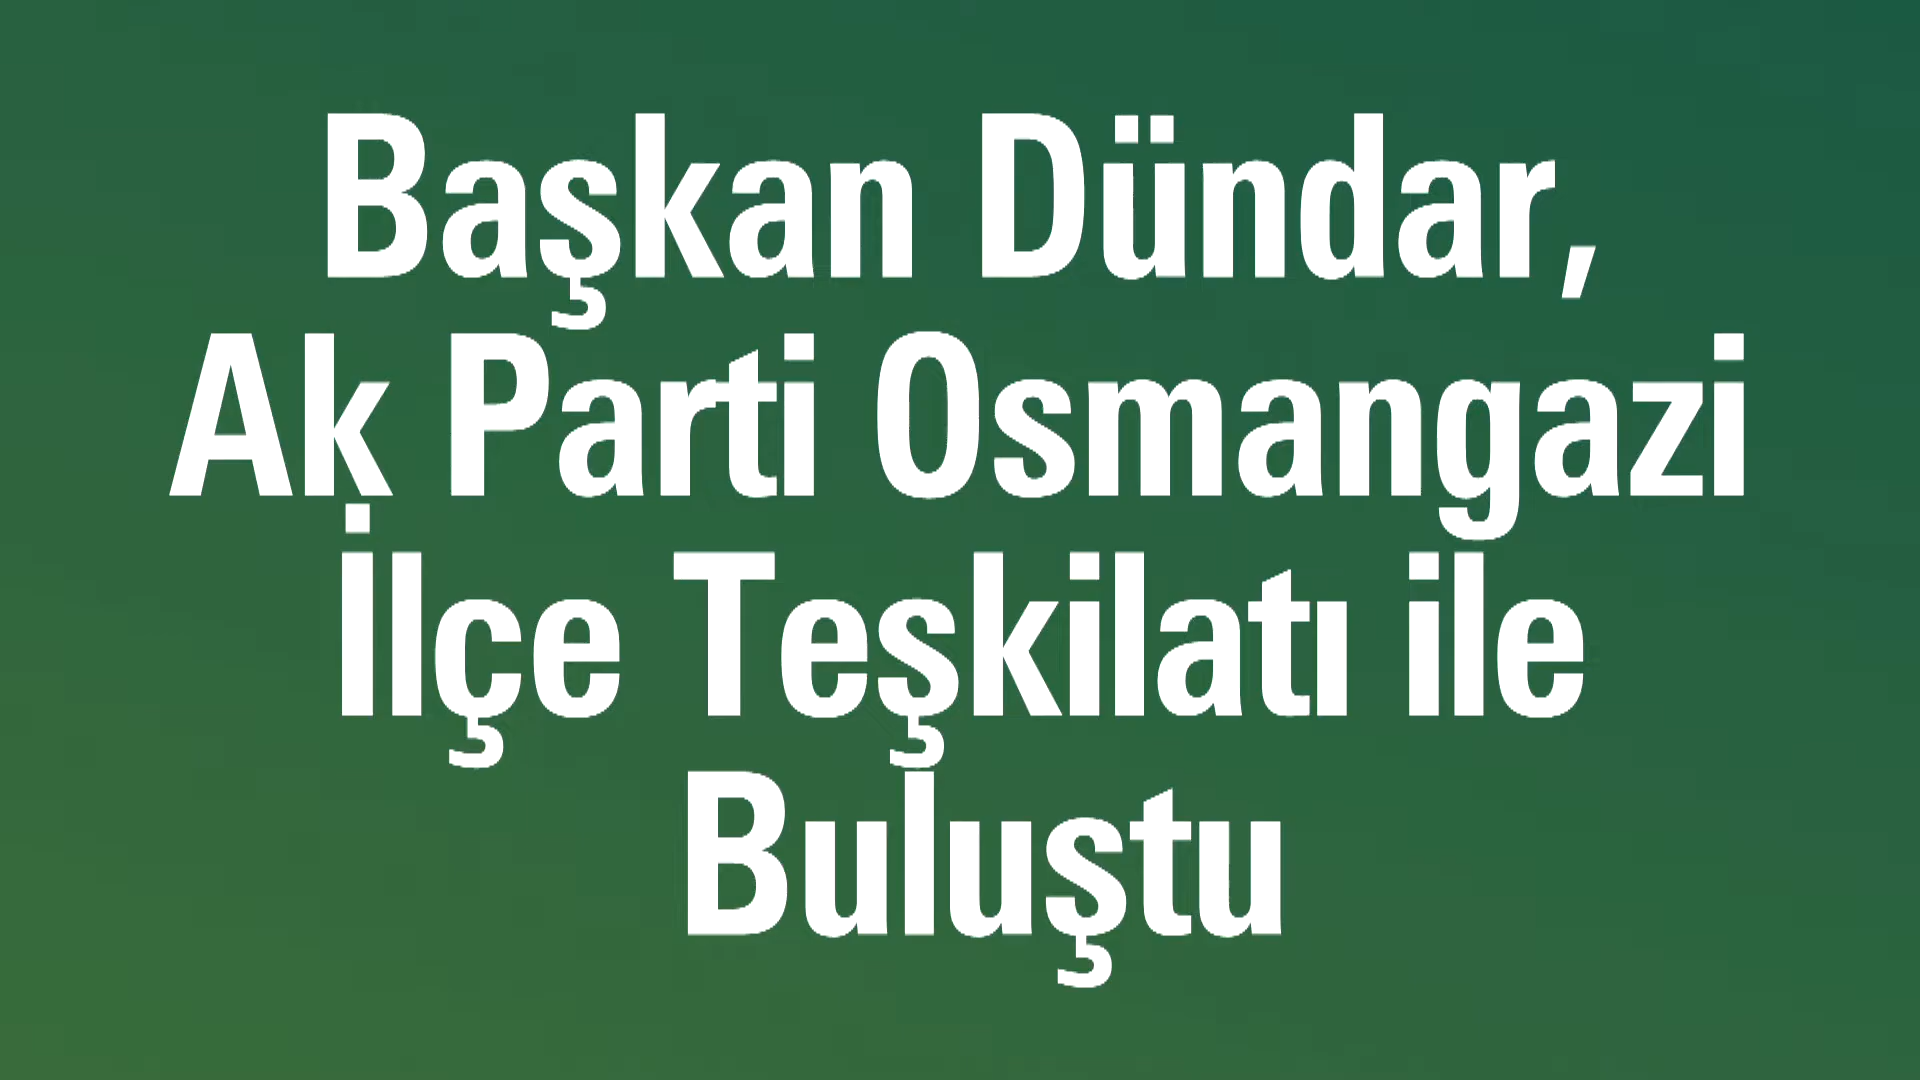 Başkan Dündar,
Ak Parti Osmangazi
İlçe Teşkilatı ile
Buluştu